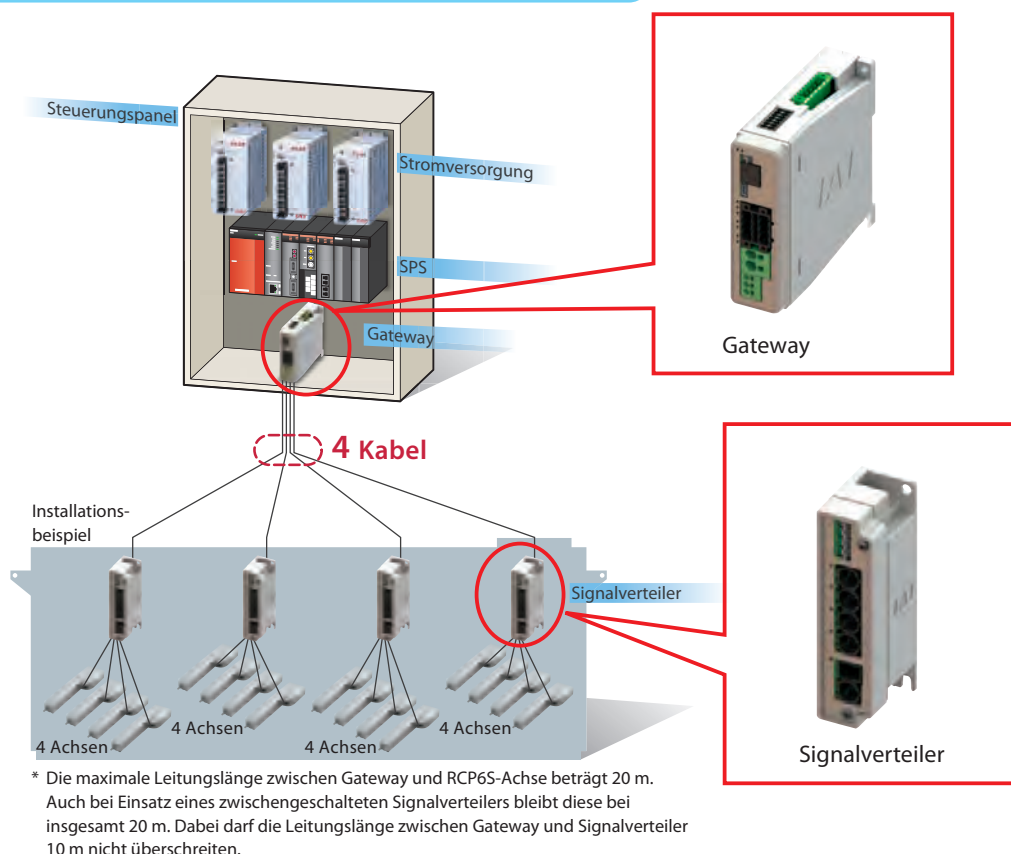 Steuerungspanel
Stromversorgung
SPS
Gateway
Gateway
4 Kabel
Installations-
beispiel
Signalverteiler
4 Achsen
4 Achsen
4 Achsen
4 Achsen
Signalverteiler
* Die maximale Leitungslänge zwischen Gateway und RCP6S-Achse beträgt 20 m.
Auch bei Einsatz eines zwischengeschalteten Signalverteilers bleibt diese bei
insgesamt 20 m. Dabei darf die Leitungslänge zwischen Gateway und Signalverteiler
10 m nicht überschreiten.